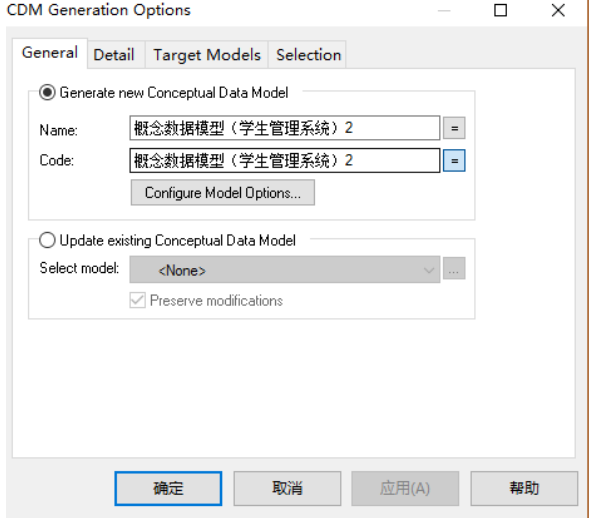 CDM Generation Options
General Detail Target Models Selection
Generate new Conceptual Data Model
Name: 概念数据模型（学生管理系统）2 =
Code: 概念数据模型（学生管理系统）2 =
Configure Model Options...
Update existing Conceptual Data Model
Select model: <None> ...
Preserve modifications
确定 取消 应用(A) 帮助